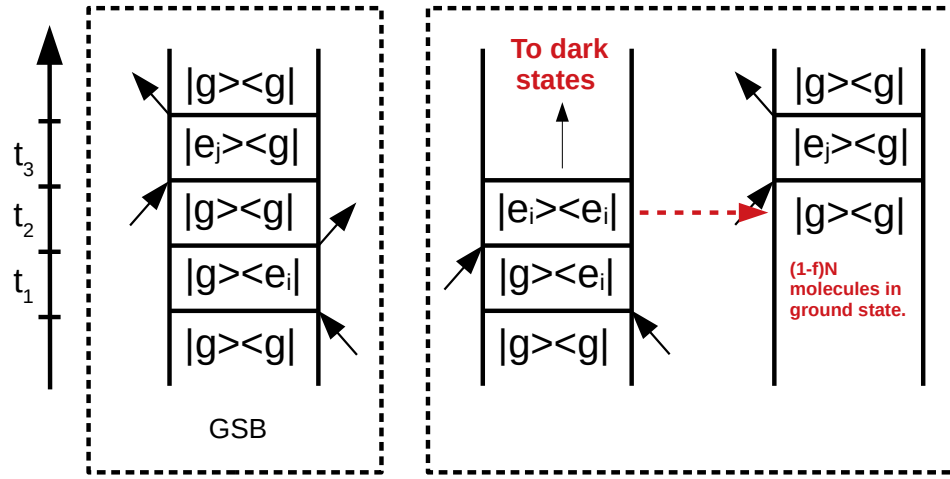 t₃
t₂
t₁
|g><g|
|eⱼ><g|
|g><g|
|g><eᵢ|
|g><g|
GSB
To dark
states
|eᵢ><eᵢ|
|g><eᵢ|
|g><g|
|g><g|
|eⱼ><g|
|g><g|
(1-f)N
molecules in
ground state.